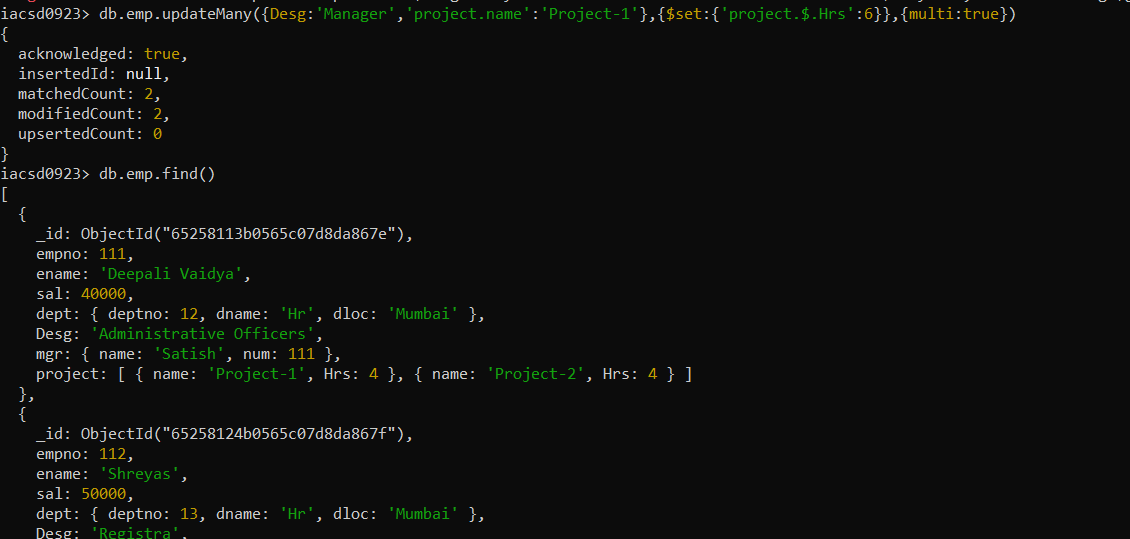 iacsd0923> db.emp.updateMany({Desg:'Manager','project.name':'Project-1'},{$set:{'project.$.Hrs':6}},{multi:true})
{
  acknowledged: true,
  insertedId: null,
  matchedCount: 2,
  modifiedCount: 2,
  upsertedCount: 0
}
iacsd0923> db.emp.find()
[
  {
    _id: ObjectId("65258113b0565c07d8da867e"),
    empno: 111,
    ename: 'Deepali Vaidya',
    sal: 40000,
    dept: { deptno: 12, dname: 'Hr', dloc: 'Mumbai' },
    Desg: 'Administrative Officers',
    mgr: { name: 'Satish', num: 111 },
    project: [ { name: 'Project-1', Hrs: 4 }, { name: 'Project-2', Hrs: 4 } ]
  },
  {
    _id: ObjectId("65258124b0565c07d8da867f"),
    empno: 112,
    ename: 'Shreyas',
    sal: 50000,
    dept: { deptno: 13, dname: 'Hr', dloc: 'Mumbai' },
    Desg: 'Registra',